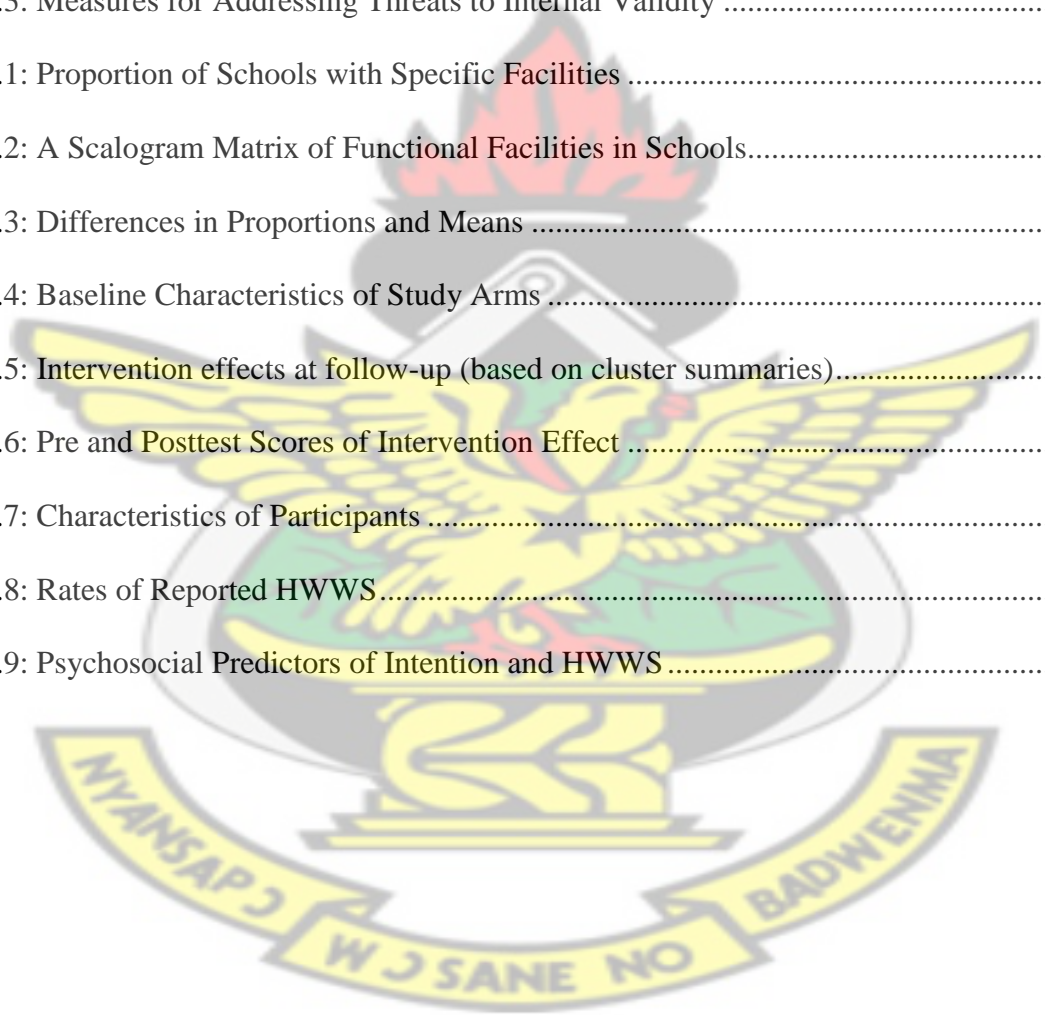 .3: Measures for Addressing Threats to Internal Validity ....................................
.1: Proportion of Schools with Specific Facilities ..............................................
.2: A Scalogram Matrix of Functional Facilities in Schools.................................
.3: Differences in Proportions and Means ..........................................................
.4: Baseline Characteristics of Study Arms ........................................................
.5: Intervention effects at follow-up (based on cluster summaries).......................
.6: Pre and Posttest Scores of Intervention Effect ..............................................
.7: Characteristics of Participants .......................................................................
.8: Rates of Reported HWWS.............................................................................
.9: Psychosocial Predictors of Intention and HWWS..........................................
NYANSAPƆ
WƆSANE NO
BADWENMA